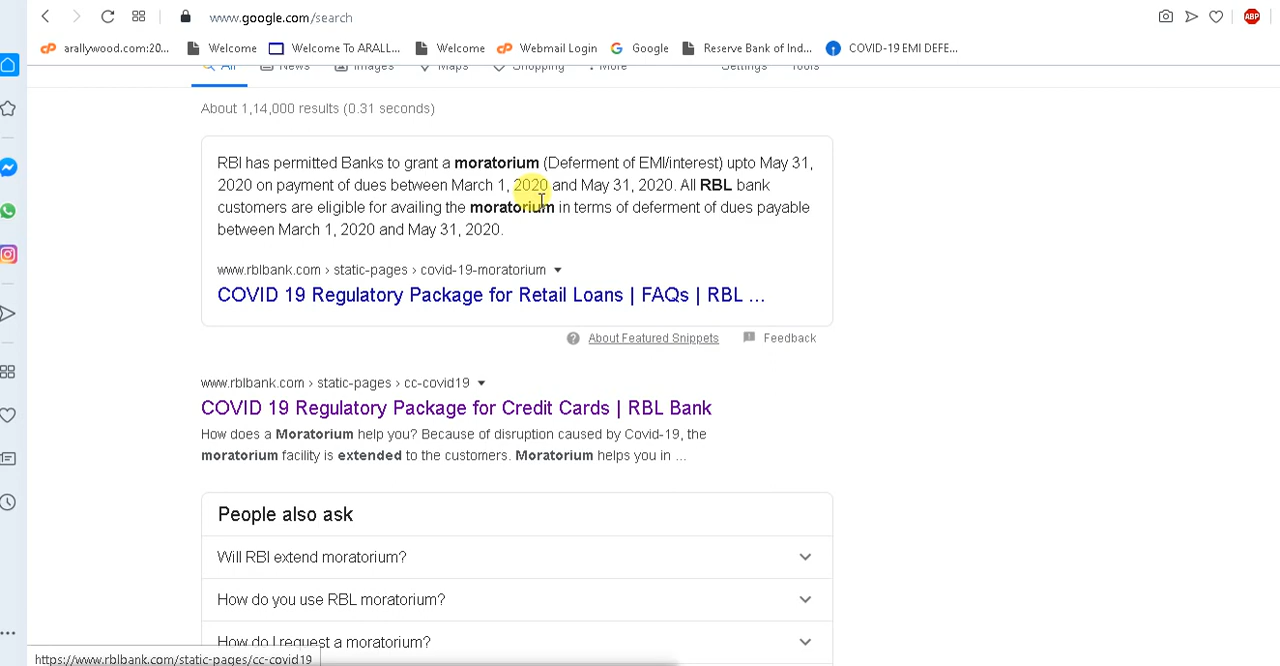 www.google.com/search
arallywood.com:20...
Welcome
Welcome To ARALL...
Welcome
Webmail Login
Google
Reserve Bank of Ind...
COVID-19 EMI DEFE...
ABP
All
News
Images
Maps
Shopping
More
Settings
Tools
About 1,14,000 results (0.31 seconds)
RBI has permitted Banks to grant a moratorium (Deferment of EMI/interest) upto May 31,
2020 on payment of dues between March 1, 2020 and May 31, 2020. All RBL bank
customers are eligible for availing the moratorium in terms of deferment of dues payable
between March 1, 2020 and May 31, 2020.
www.rblbank.com › static-pages › covid-19-moratorium
COVID 19 Regulatory Package for Retail Loans | FAQs | RBL ...
About Featured Snippets
Feedback
www.rblbank.com › static-pages › cc-covid19
COVID 19 Regulatory Package for Credit Cards | RBL Bank
How does a Moratorium help you? Because of disruption caused by Covid-19, the
moratorium facility is extended to the customers. Moratorium helps you in ...
People also ask
Will RBI extend moratorium?
How do you use RBL moratorium?
How do I request a moratorium?
https://www.rblbank.com/static-pages/cc-covid19